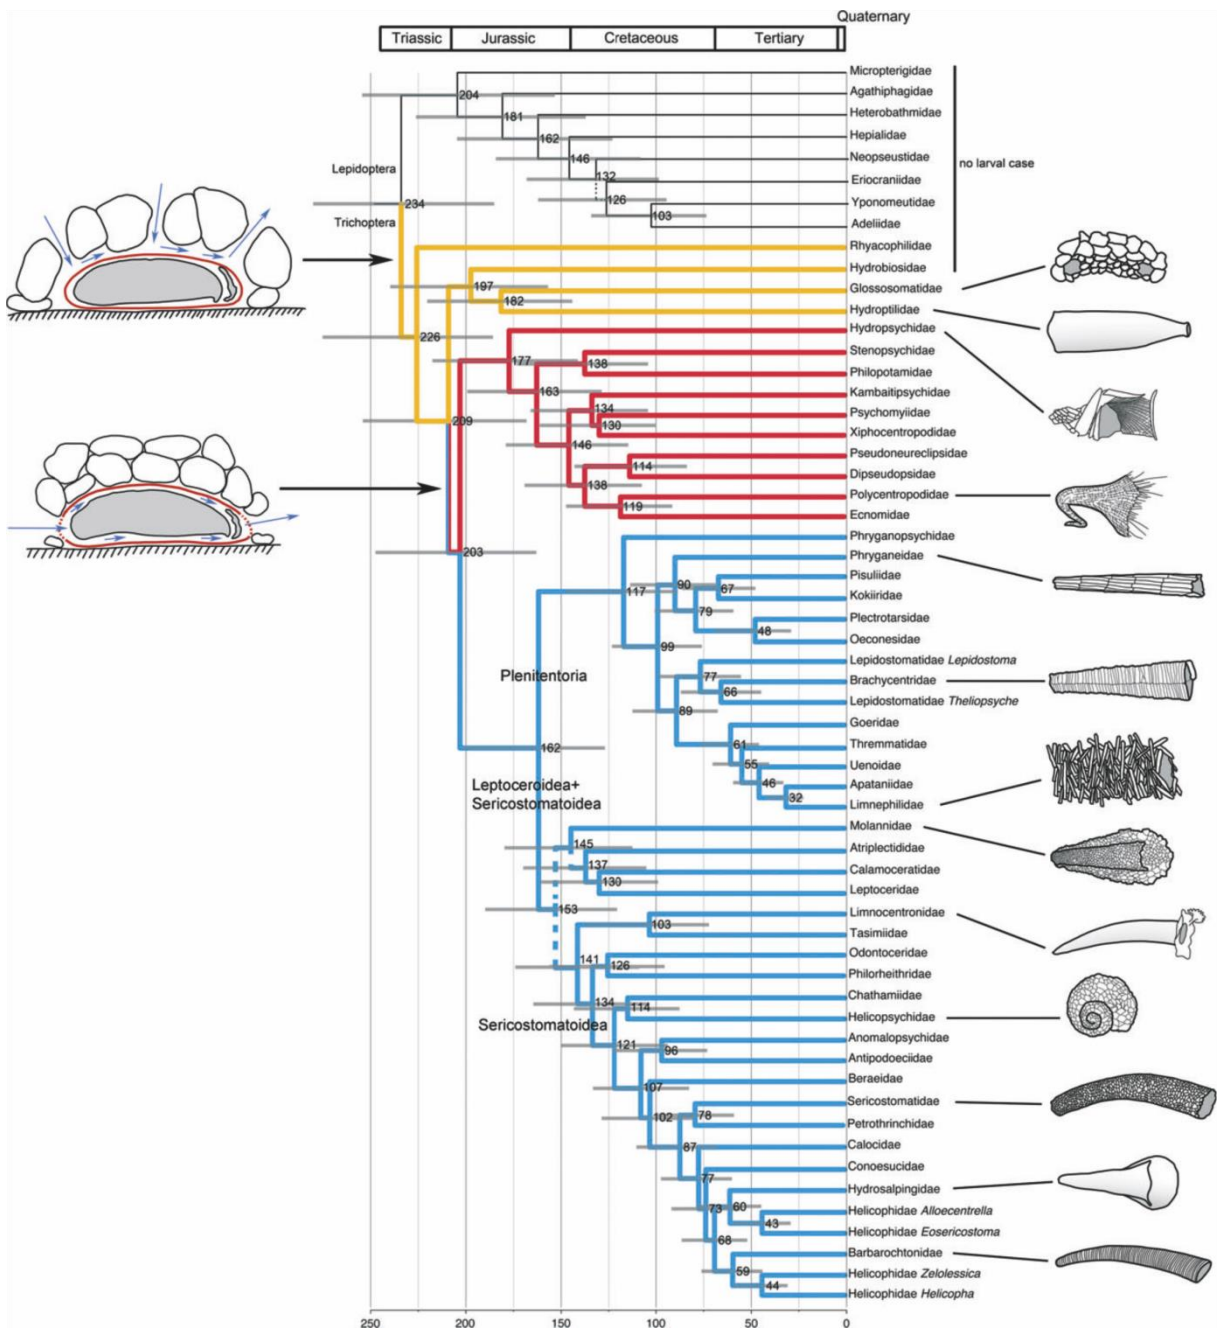 Quaternary
Triassic Jurassic Cretaceous Tertiary
Micropterigidae
204
Agathiphagidae
181
Heterobathmidae
162
Hepialidae
146
Neopseustidae
no larval case
Lepidoptera
132
Eriocraniidae
126
Yponomeutidae
234
103
Trichoptera
Adeliidae
Rhyacophilidae
Hydrobiosidae
197
Glossosomatidae
182
Hydroptilidae
Hydropsychidae
226
Stenopsychidae
177
138
Philopotamidae
163
Kambaitipsychidae
134
Psychomyiidae
209
130
Xiphocentropodidae
146
Pseudoneureclipsidae
114
Dipseudopsidae
138
Polycentropodidae
119
Ecnomidae
Phryganopsychidae
203
Phryganeidae
Pisuliidae
90
67
117
Kokiiridae
79
Plectrotarsidae
48
Oeconesidae
99
Lepidostomatidae Lepidostoma
Plenitentoria
77
Brachycentridae
66
Lepidostomatidae Theliopsyche
89
Goeridae
61
Thremmatidae
162
55
Uenoidae
46
Apataniidae
Leptoceroidea+
32
Sericostomatoidea
Limnephilidae
Molannidae
145
Atriplectididae
137
Calamoceratidae
130
Leptoceridae
153
Limnocentronidae
103
Tasimiidae
Odontoceridae
141
126
Philorheithridae
Chathamiidae
134
114
Helicopsychidae
Sericostomatoidea
Anomalopsychidae
121
96
Antipodoeciidae
Beraeidae
107
Sericostomatidae
78
102
Petrothrinchidae
Calocidae
87
Conoesucidae
77
Hydrosalpingidae
60
73
Helicophidae Alloecentrella
43
Helicophidae Eosericostoma
68
Barbarochtonidae
59
Helicophidae Zelolessica
44
Helicophidae Helicopha
250 200 150 100 50 0